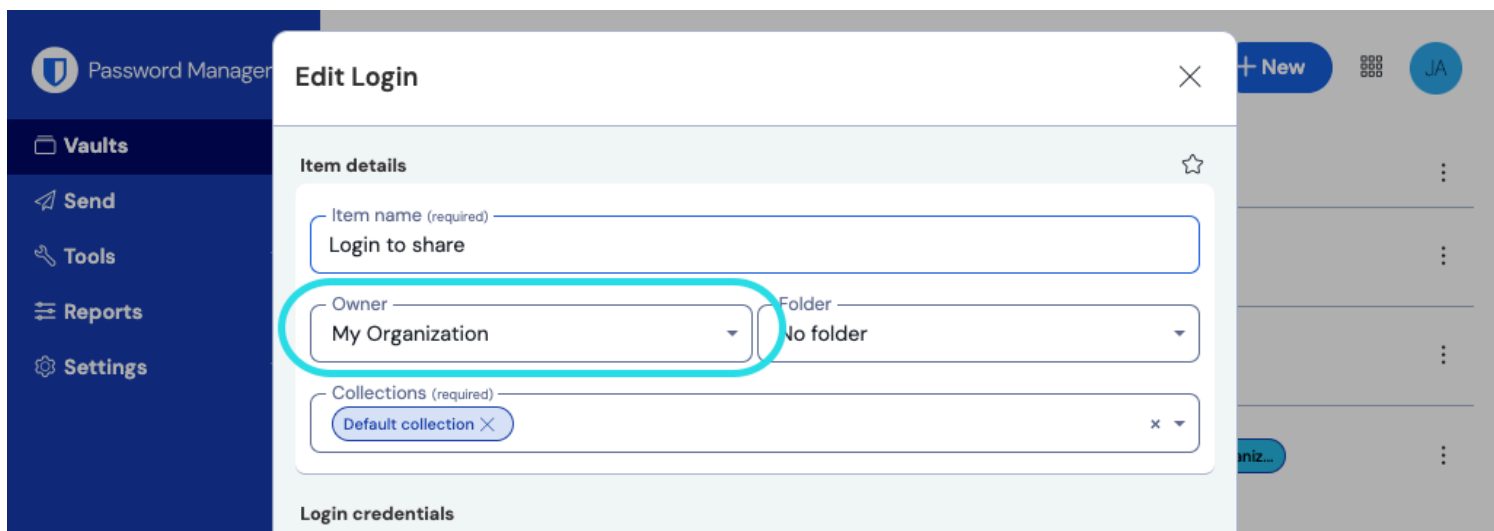 Password Manager
Edit Login
+ New
JA
Vaults
Item details
Send
Item name (required)
Login to share
Tools
Owner
Folder
Reports
My Organization
No folder
Settings
Collections (required)
Default collection
Login credentials